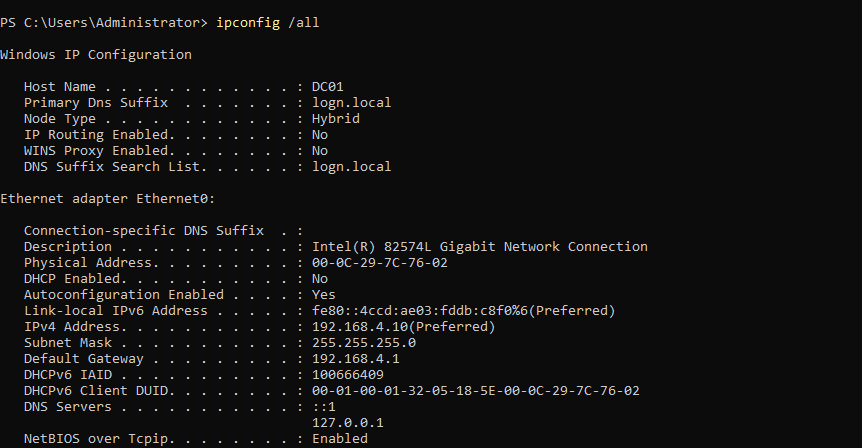 PS C:\Users\Administrator> ipconfig /all
Windows IP Configuration
Host Name . . . . . . . . . . . . : DC01
Primary Dns Suffix  . . . . . . . : logn.local
Node Type . . . . . . . . . . . . : Hybrid
IP Routing Enabled. . . . . . . . : No
WINS Proxy Enabled. . . . . . . . : No
DNS Suffix Search List. . . . . . : logn.local
Ethernet adapter Ethernet0:
Connection-specific DNS Suffix  . :
Description . . . . . . . . . . . : Intel(R) 82574L Gigabit Network Connection
Physical Address. . . . . . . . . : 00-0C-29-7C-76-02
DHCP Enabled. . . . . . . . . . . : No
Autoconfiguration Enabled . . . . : Yes
Link-local IPv6 Address . . . . . : fe80::4ccd:ae03:fddb:c8f0%6(Preferred)
IPv4 Address. . . . . . . . . . . : 192.168.4.10(Preferred)
Subnet Mask . . . . . . . . . . . : 255.255.255.0
Default Gateway . . . . . . . . . : 192.168.4.1
DHCPv6 IAID . . . . . . . . . . . : 100666409
DHCPv6 Client DUID. . . . . . . . : 00-01-00-01-32-05-18-5E-00-0C-29-7C-76-02
DNS Servers . . . . . . . . . . . : ::1
127.0.0.1
NetBIOS over Tcpip. . . . . . . . : Enabled